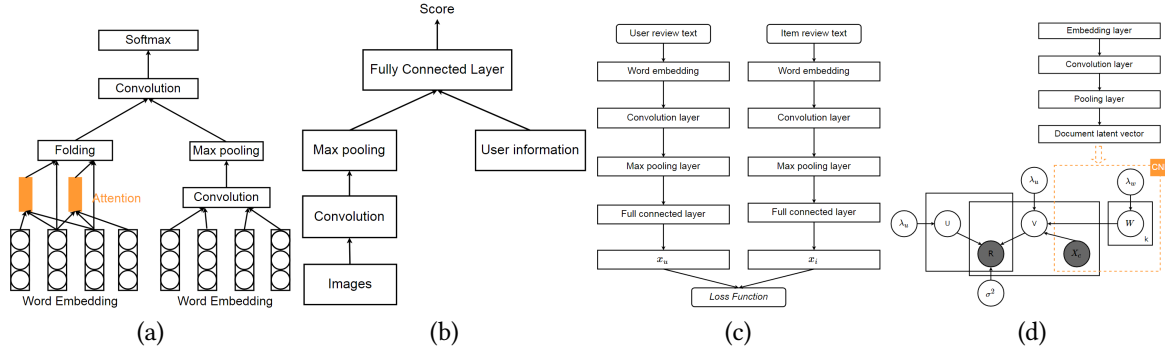 Softmax
Convolution
Folding
Max pooling
Attention
Convolution
Word Embedding
Word Embedding
(a)
Score
Fully Connected Layer
Max pooling
User information
Convolution
Images
(b)
User review text
Item review text
Word embedding
Word embedding
Convolution layer
Convolution layer
Max pooling layer
Max pooling layer
Full connected layer
Full connected layer
x_u
x_i
Loss Function
(c)
Embedding layer
Convolution layer
Pooling layer
Document latent vector
CN
λ_u
λ_w
λ_u
U
V
W
k
R
σ²
(d)